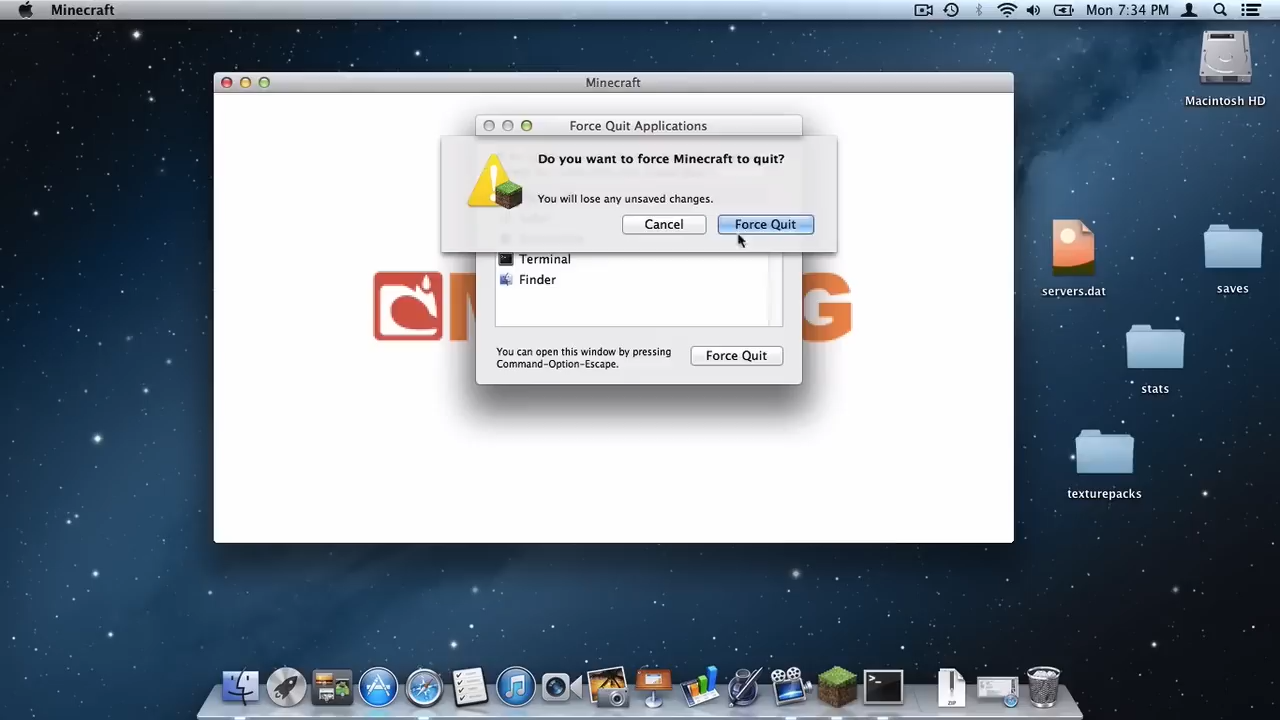 Minecraft
Mon 7:34 PM
Macintosh HD
Minecraft
Force Quit Applications
Do you want to force Minecraft to quit?
You will lose any unsaved changes.
Cancel
Force Quit
Terminal
Finder
M
G
You can open this window by pressing
Command-Option-Escape.
Force Quit
servers.dat
saves
stats
texturepacks
ZIP